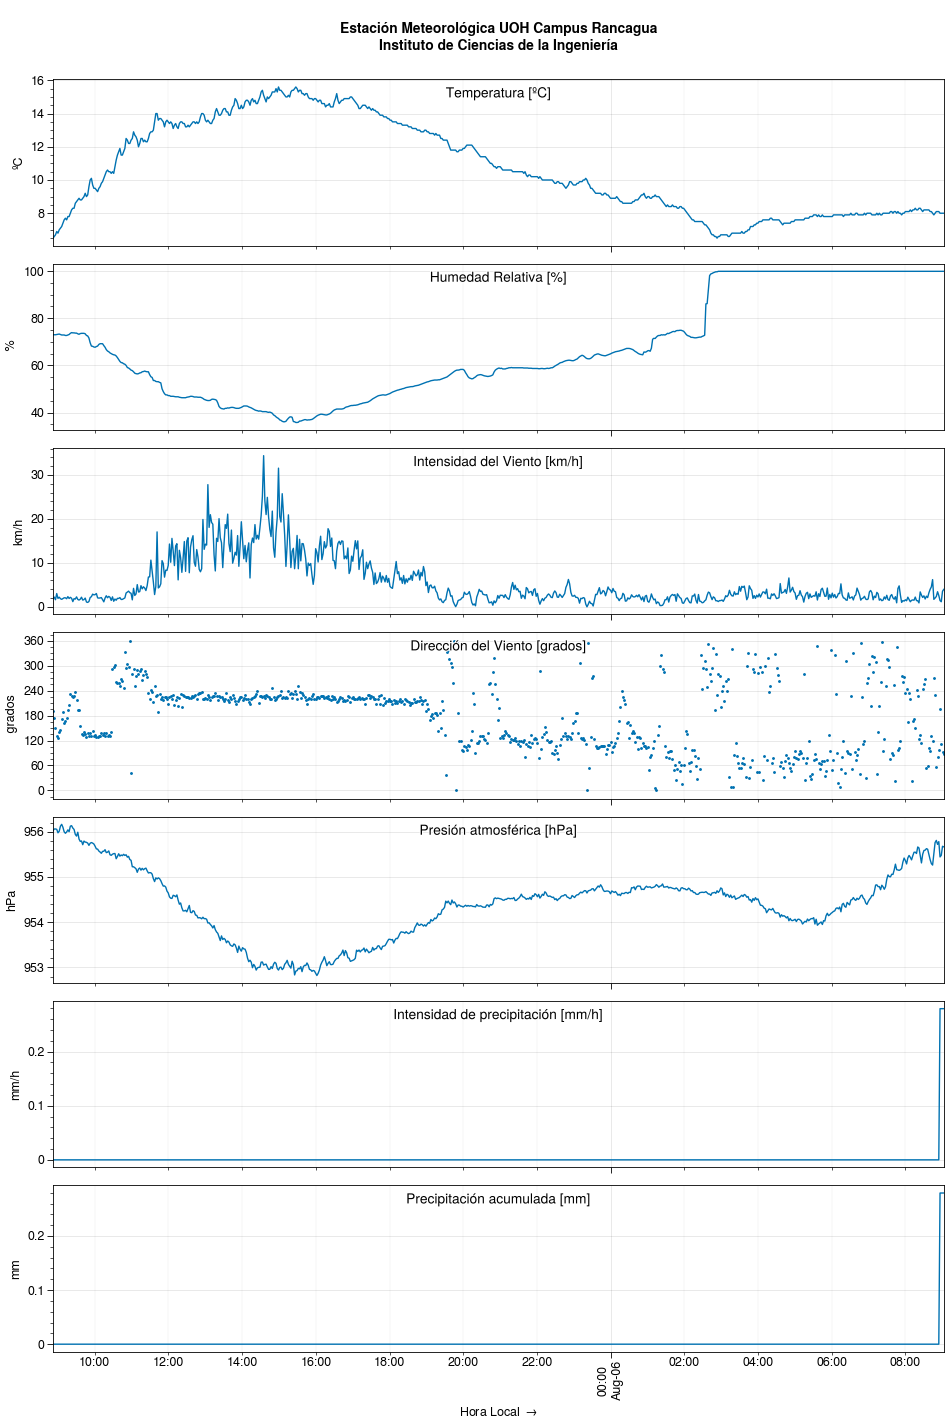 Estación Meteorológica UOH Campus Rancagua
Instituto de Ciencias de la Ingeniería
Temperatura [ºC]
ºC
16
14
12
10
8
Humedad Relativa [%]
%
100
80
60
40
Intensidad del Viento [km/h]
km/h
30
20
10
0
Dirección del Viento [grados]
grados
360
300
240
180
120
60
0
Presión atmosférica [hPa]
hPa
956
955
954
953
Intensidad de precipitación [mm/h]
mm/h
0.2
0.1
0
Precipitación acumulada [mm]
mm
0.2
0.1
0
10:00 12:00 14:00 16:00 18:00 20:00 22:00 00:00 02:00 04:00 06:00 08:00
Aug-06
Hora Local →